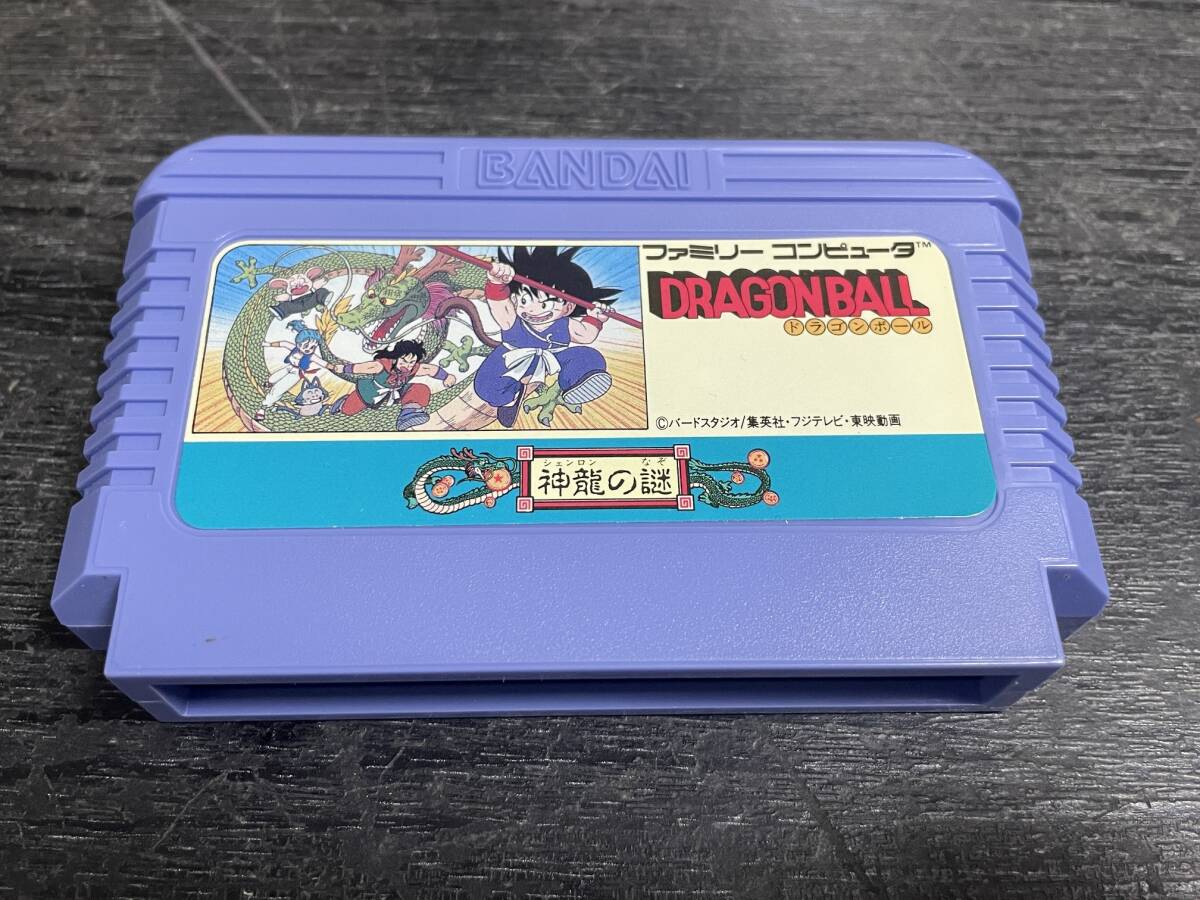 BANDAI
ファミリー コンピュータ™
DRAGON BALL
ドラゴンボール
©バードスタジオ/集英社・フジテレビ・東映動画
シェンロン なぞ
神龍の謎